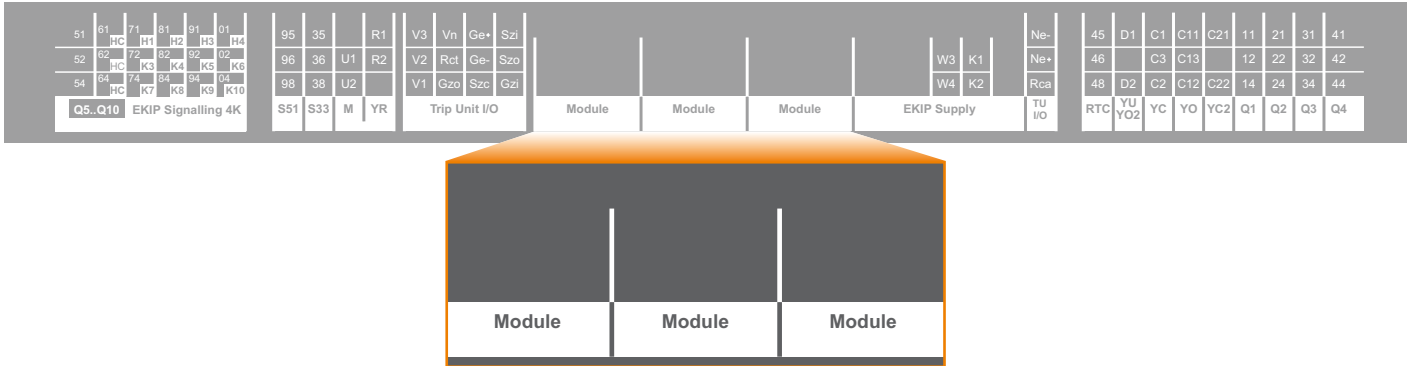 61 71 81 91 01
51 HC H1 H2 H3 H4 95 35 R1 V3 Vn Ge+ Szi Ne- 45 D1 C1 C11 C21 11 21 31 41
62 72 82 92 02
52 HC K3 K4 K5 K6 96 36 U1 R2 V2 Rct Ge- Szo W3 K1 Ne+ 46 C3 C13 12 22 32 42
64 74 84 94 04
54 HC K7 K8 K9 K10 98 38 U2 V1 Gzo Szc Gzi W4 K2 Rca 48 D2 C2 C12 C22 14 24 34 44
Q5..Q10 EKIP Signalling 4K S51 S33 M YR Trip Unit I/O Module Module Module EKIP Supply TU I/O RTC YU YO2 YC YO YC2 Q1 Q2 Q3 Q4
Module Module Module